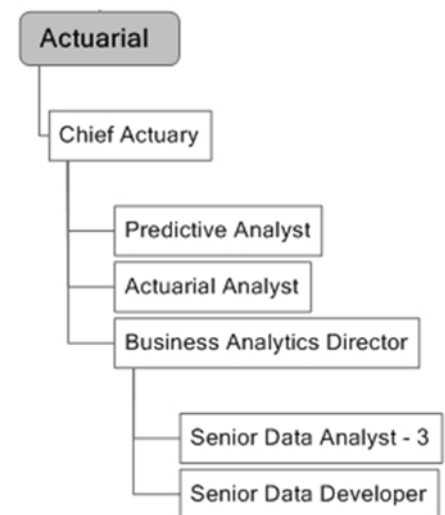 Actuarial
Chief Actuary
Predictive Analyst
Actuarial Analyst
Business Analytics Director
Senior Data Analyst - 3
Senior Data Developer